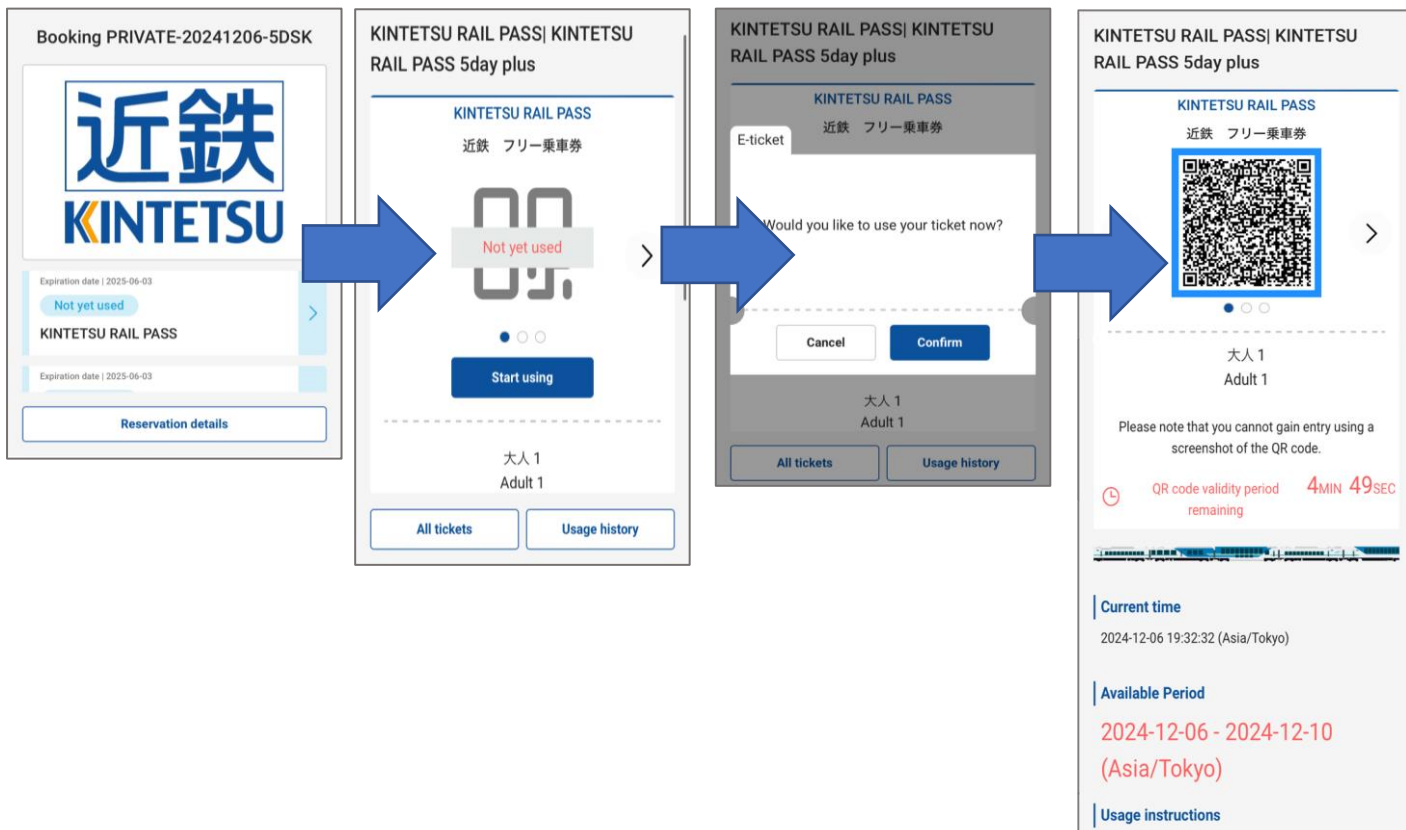 Booking PRIVATE-20241206-5DSK
近鉄
KINTETSU
Expiration date | 2025-06-03
Not yet used
KINTETSU RAIL PASS
Expiration date | 2025-06-03
Reservation details
KINTETSU RAIL PASS| KINTETSU
RAIL PASS 5day plus
KINTETSU RAIL PASS
近鉄　フリー乗車券
Not yet used
Start using
大人 1
Adult 1
All tickets
Usage history
KINTETSU RAIL PASS| KINTETSU
RAIL PASS 5day plus
KINTETSU RAIL PASS
近鉄　フリー乗車券
E-ticket
Would you like to use your ticket now?
Cancel
Confirm
大人 1
Adult 1
All tickets
Usage history
KINTETSU RAIL PASS| KINTETSU
RAIL PASS 5day plus
KINTETSU RAIL PASS
近鉄　フリー乗車券
大人 1
Adult 1
Please note that you cannot gain entry using a
screenshot of the QR code.
QR code validity period
remaining
4MIN 49SEC
Current time
2024-12-06 19:32:32 (Asia/Tokyo)
Available Period
2024-12-06 - 2024-12-10
(Asia/Tokyo)
Usage instructions